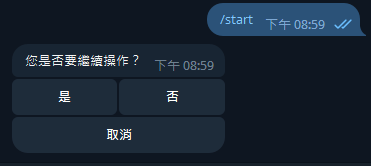 /start 下午 08:59
您是否要繼續操作？ 下午 08:59
是 否
取消